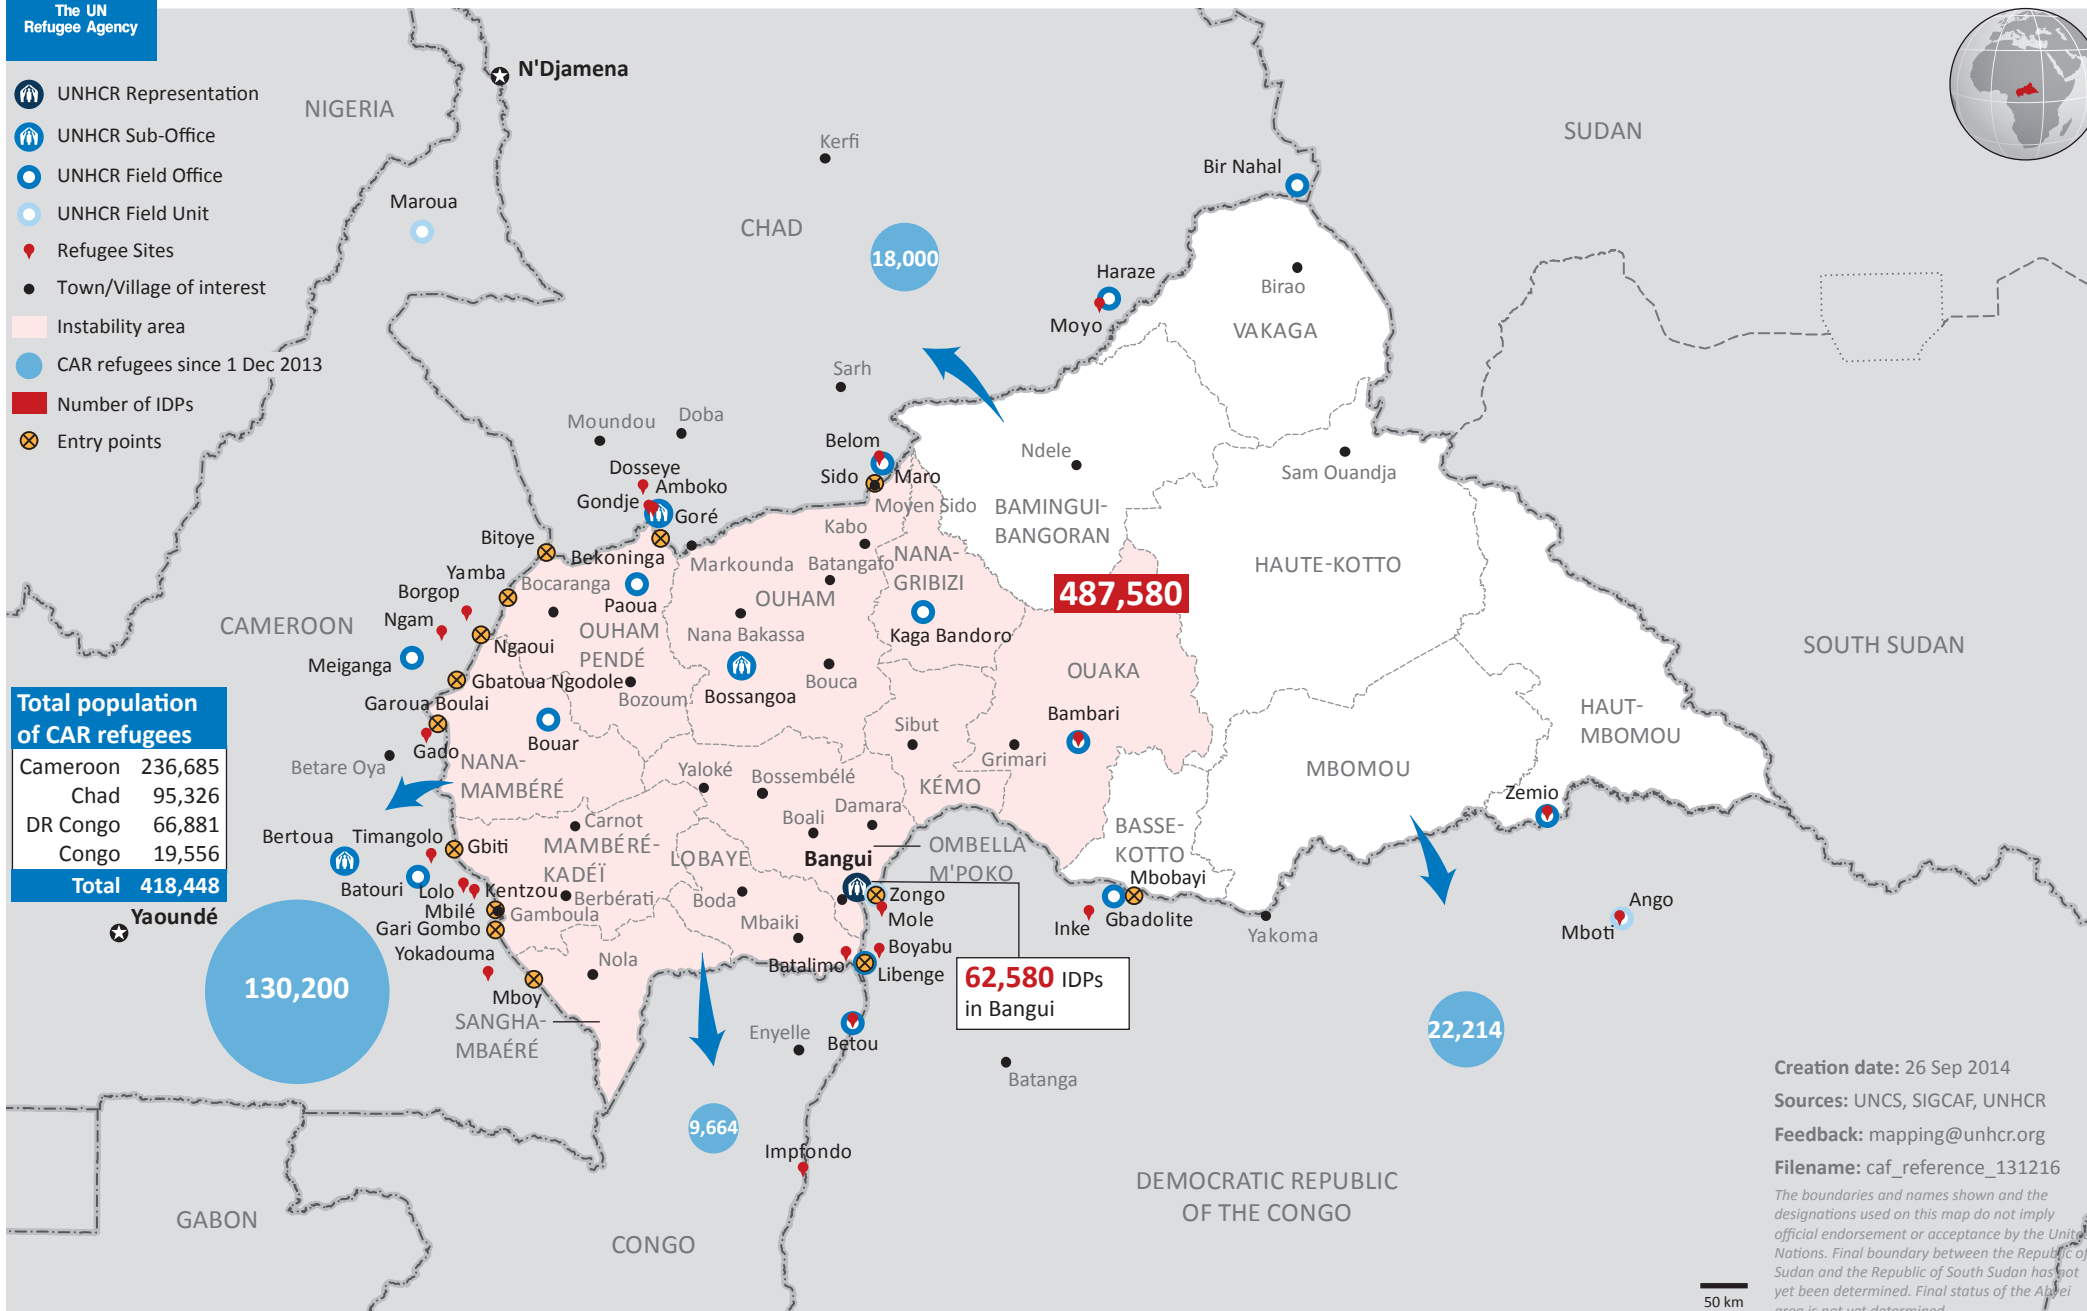 The UN
Refugee Agency
UNHCR Representation
UNHCR Sub-Office
UNHCR Field Office
UNHCR Field Unit
Refugee Sites
Town/Village of interest
Instability area
CAR refugees since 1 Dec 2013
Number of IDPs
Entry points
N'Djamena
NIGERIA
Maroua
Kerfi
CHAD
18,000
SUDAN
Bir Nahal
Haraze
Moyo
Birao
VAKAGA
Sarh
Moundou
Doba
Belom
Sido
Maro
Moyen Sido
Dosseye
Amboko
Gondje
Goré
Bekoninga
Bitoye
Ndele
BAMINGUI-
BANGORAN
Sam Ouandja
HAUTE-KOTTO
487,580
Kabo
Markounda
Batangafo
NANA-
GRIBIZI
OUHAM
Nana Bakassa
Kaga Bandoro
Yamba
Bocaranga
Borgop
Ngam
Paoua
OUHAM
PENDÉ
CAMEROON
Ngaoui
Meiganga
Gbatoua Ngodole
Bozoum
Bossangoa
Bouca
OUAKA
SOUTH SUDAN
Garoua Boulai
Gado
Bouar
Sibut
Bambari
Grimari
HAUT-
MBOMOU
MBOMOU
Zemio
Betare Oya
NANA-
MAMBÉRÉ
Yaloké
Bossembélé
KÉMO
Damara
Boali
Total population
of CAR refugees
Cameroon 236,685
Chad 95,326
DR Congo 66,881
Congo 19,556
Total 418,448
Bertoua
Timangolo
Gbiti
Carnot
MAMBÉRÉ-
KADÉÏ
LOBAYE
Bangui
OMBELLA
M'POKO
BASSE-
KOTTO
Mbobayi
Batouri
Lolo
Kentzou
Mbilé
Gamboula
Berbérati
Boda
Zongo
Mole
Inke
Gbadolite
Yakoma
Ango
Mboti
Yaoundé
Gari Gombo
Yokadouma
Mbaiki
Boyabu
Batalimo
Libenge
Nola
Mboy
130,200
62,580 IDPs
in Bangui
SANGHA-
MBAÉRÉ
Enyelle
Betou
Batanga
22,214
9,664
Impfondo
DEMOCRATIC REPUBLIC
OF THE CONGO
GABON
CONGO
Creation date: 26 Sep 2014
Sources: UNCS, SIGCAF, UNHCR
Feedback: mapping@unhcr.org
Filename: caf_reference_131216
The boundaries and names shown and the
designations used on this map do not imply
official endorsement or acceptance by the United
Nations. Final boundary between the Republic of
Sudan and the Republic of South Sudan has not
yet been determined. Final status of the Abyei
area is not yet determined.
50 km